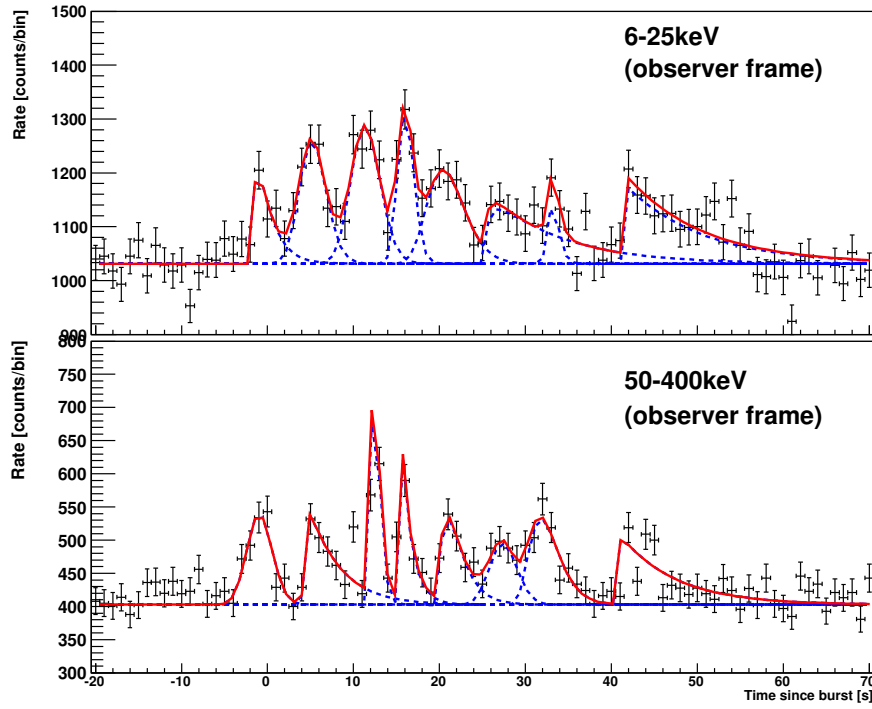 Rate [counts/bin]
1500
1400
1300
1200
1100
1000
900
6-25keV
(observer frame)
Rate [counts/bin]
800
750
700
650
600
550
500
450
400
350
300
50-400keV
(observer frame)
-20 -10 0 10 20 30 40 50 60 70
Time since burst [s]